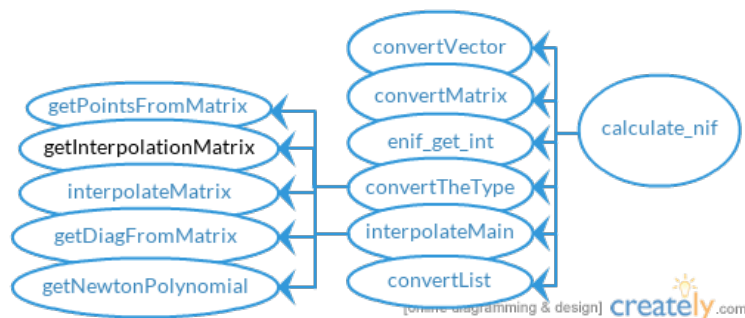 convertVector
convertMatrix
enif_get_int
convertTheType
interpolateMain
convertList
calculate_nif
getPointsFromMatrix
getInterpolationMatrix
interpolateMatrix
getDiagFromMatrix
getNewtonPolynomial
[online diagramming & design] creately.com